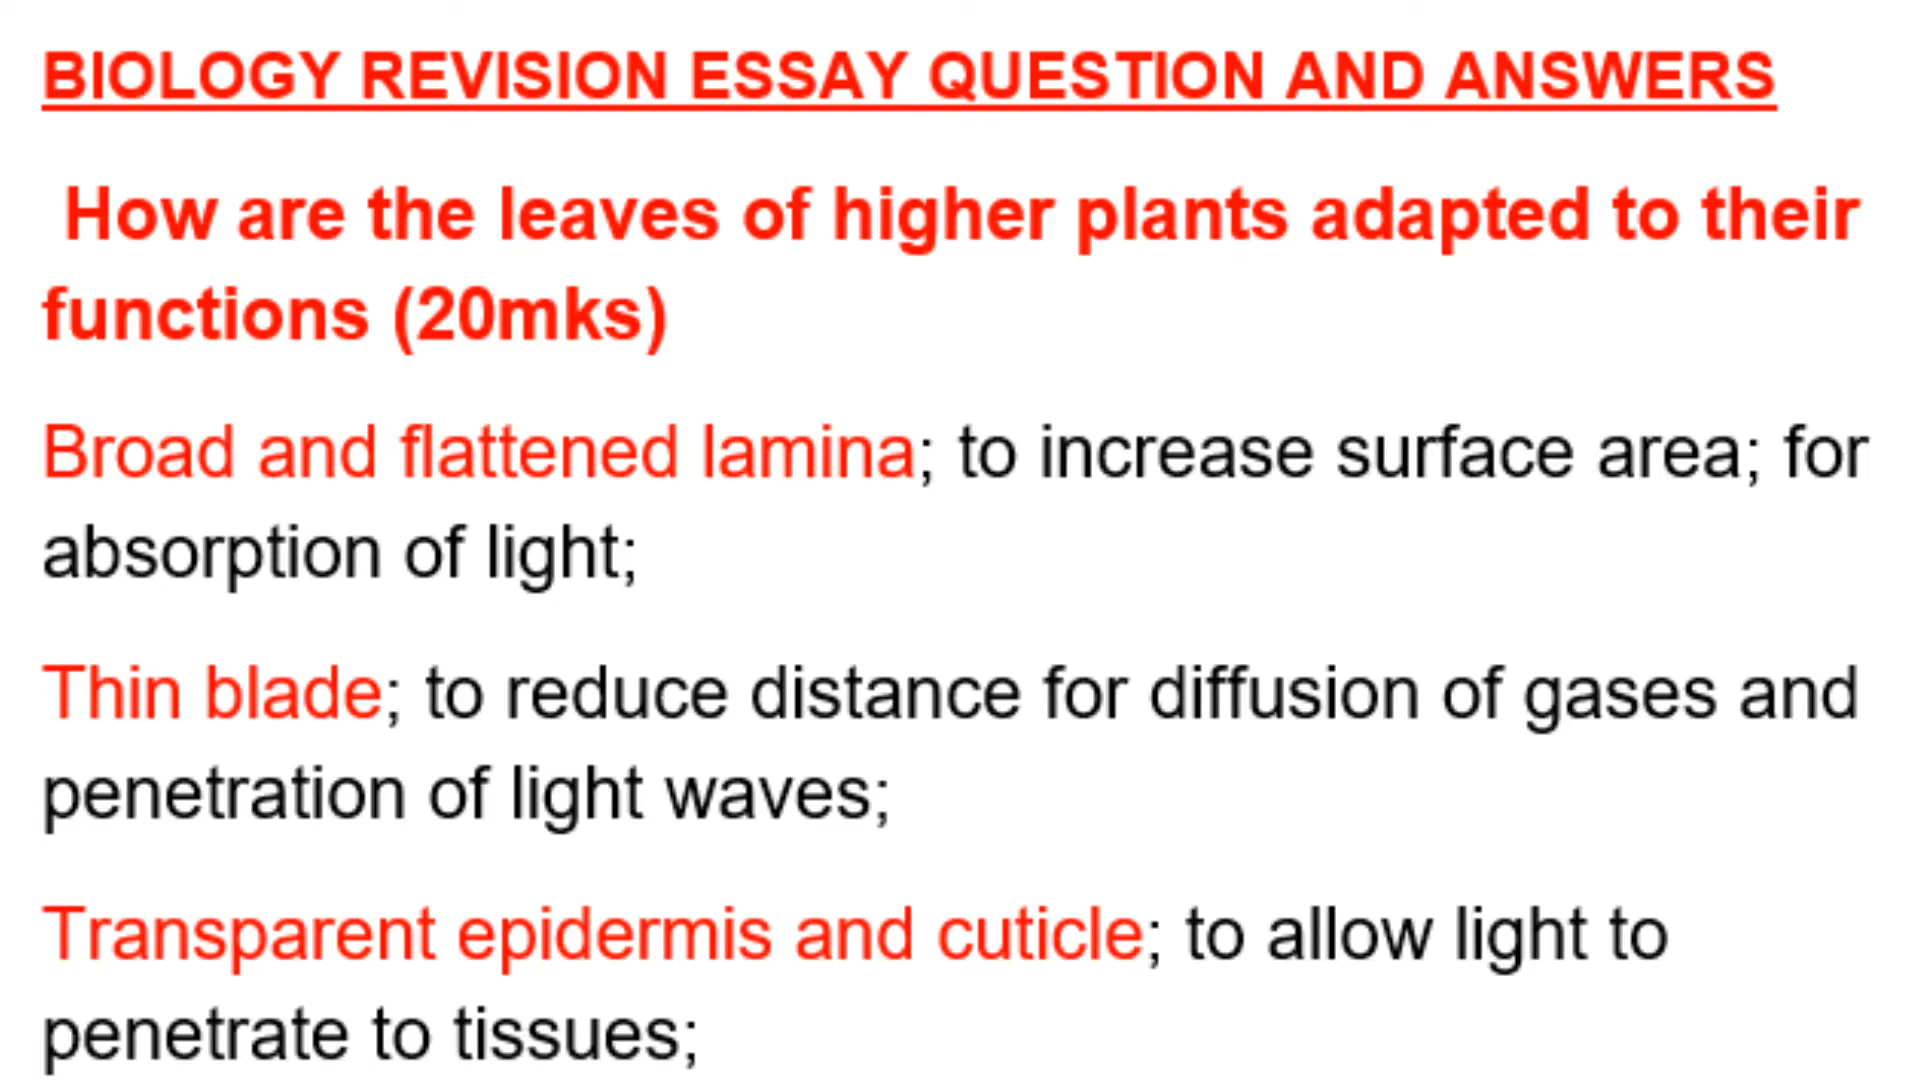 BIOLOGY REVISION ESSAY QUESTION AND ANSWERS
How are the leaves of higher plants adapted to their
functions (20mks)
Broad and flattened lamina; to increase surface area; for
absorption of light;
Thin blade; to reduce distance for diffusion of gases and
penetration of light waves;
Transparent epidermis and cuticle; to allow light to
penetrate to tissues;